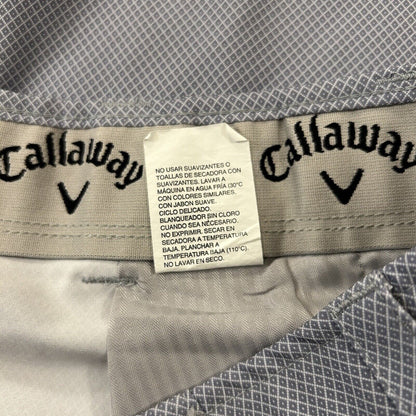 Callaway
NO USAR SUAVIZANTES O
TOALLAS DE SECADORA CON
SUAVIZANTES. LAVAR A
MÁQUINA EN AGUA FRÍA (30°C
CON COLORES SIMILARES,
CON JABON SUAVE.
CICLO DELICADO.
BLANQUEADOR SIN CLORO
CUANDO SEA NÉCESARIO.
NO EXPRIMIR. SECAR EN
SECADORA A TEMPERATURA
BAJA. PLANCHAR A
TEMPERATURA BAJA (110°C).
NO LAVAR EN SECO.
Callaway